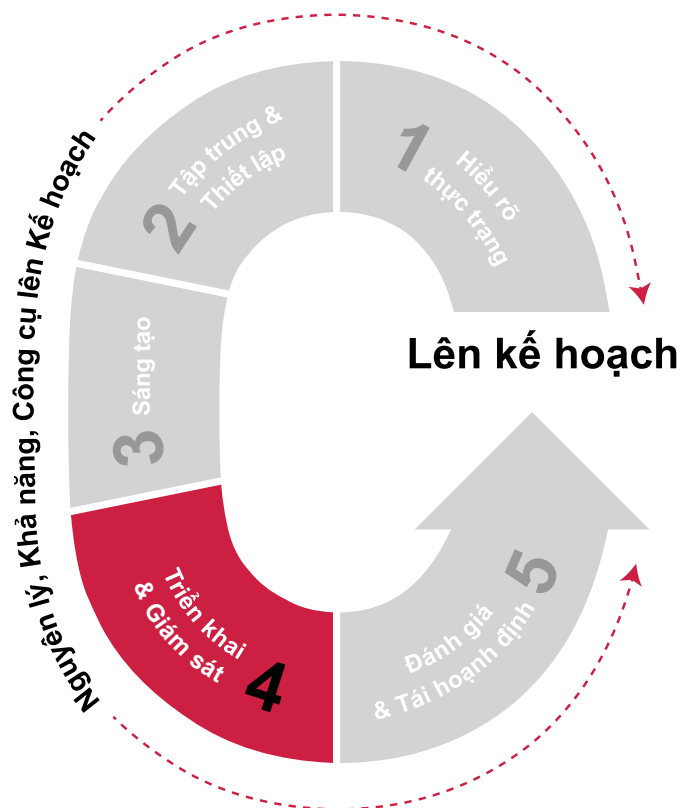 1
Hiểu rõ
thực trạng
2
Tập trung &
Thiết lập
3
Sáng tạo
4
Triển khai
& Giám sát
5
Đánh giá
& Tái hoạnh định
Lên kế hoạch
Nguyên lý, Khả năng, Công cụ lên Kế hoạch